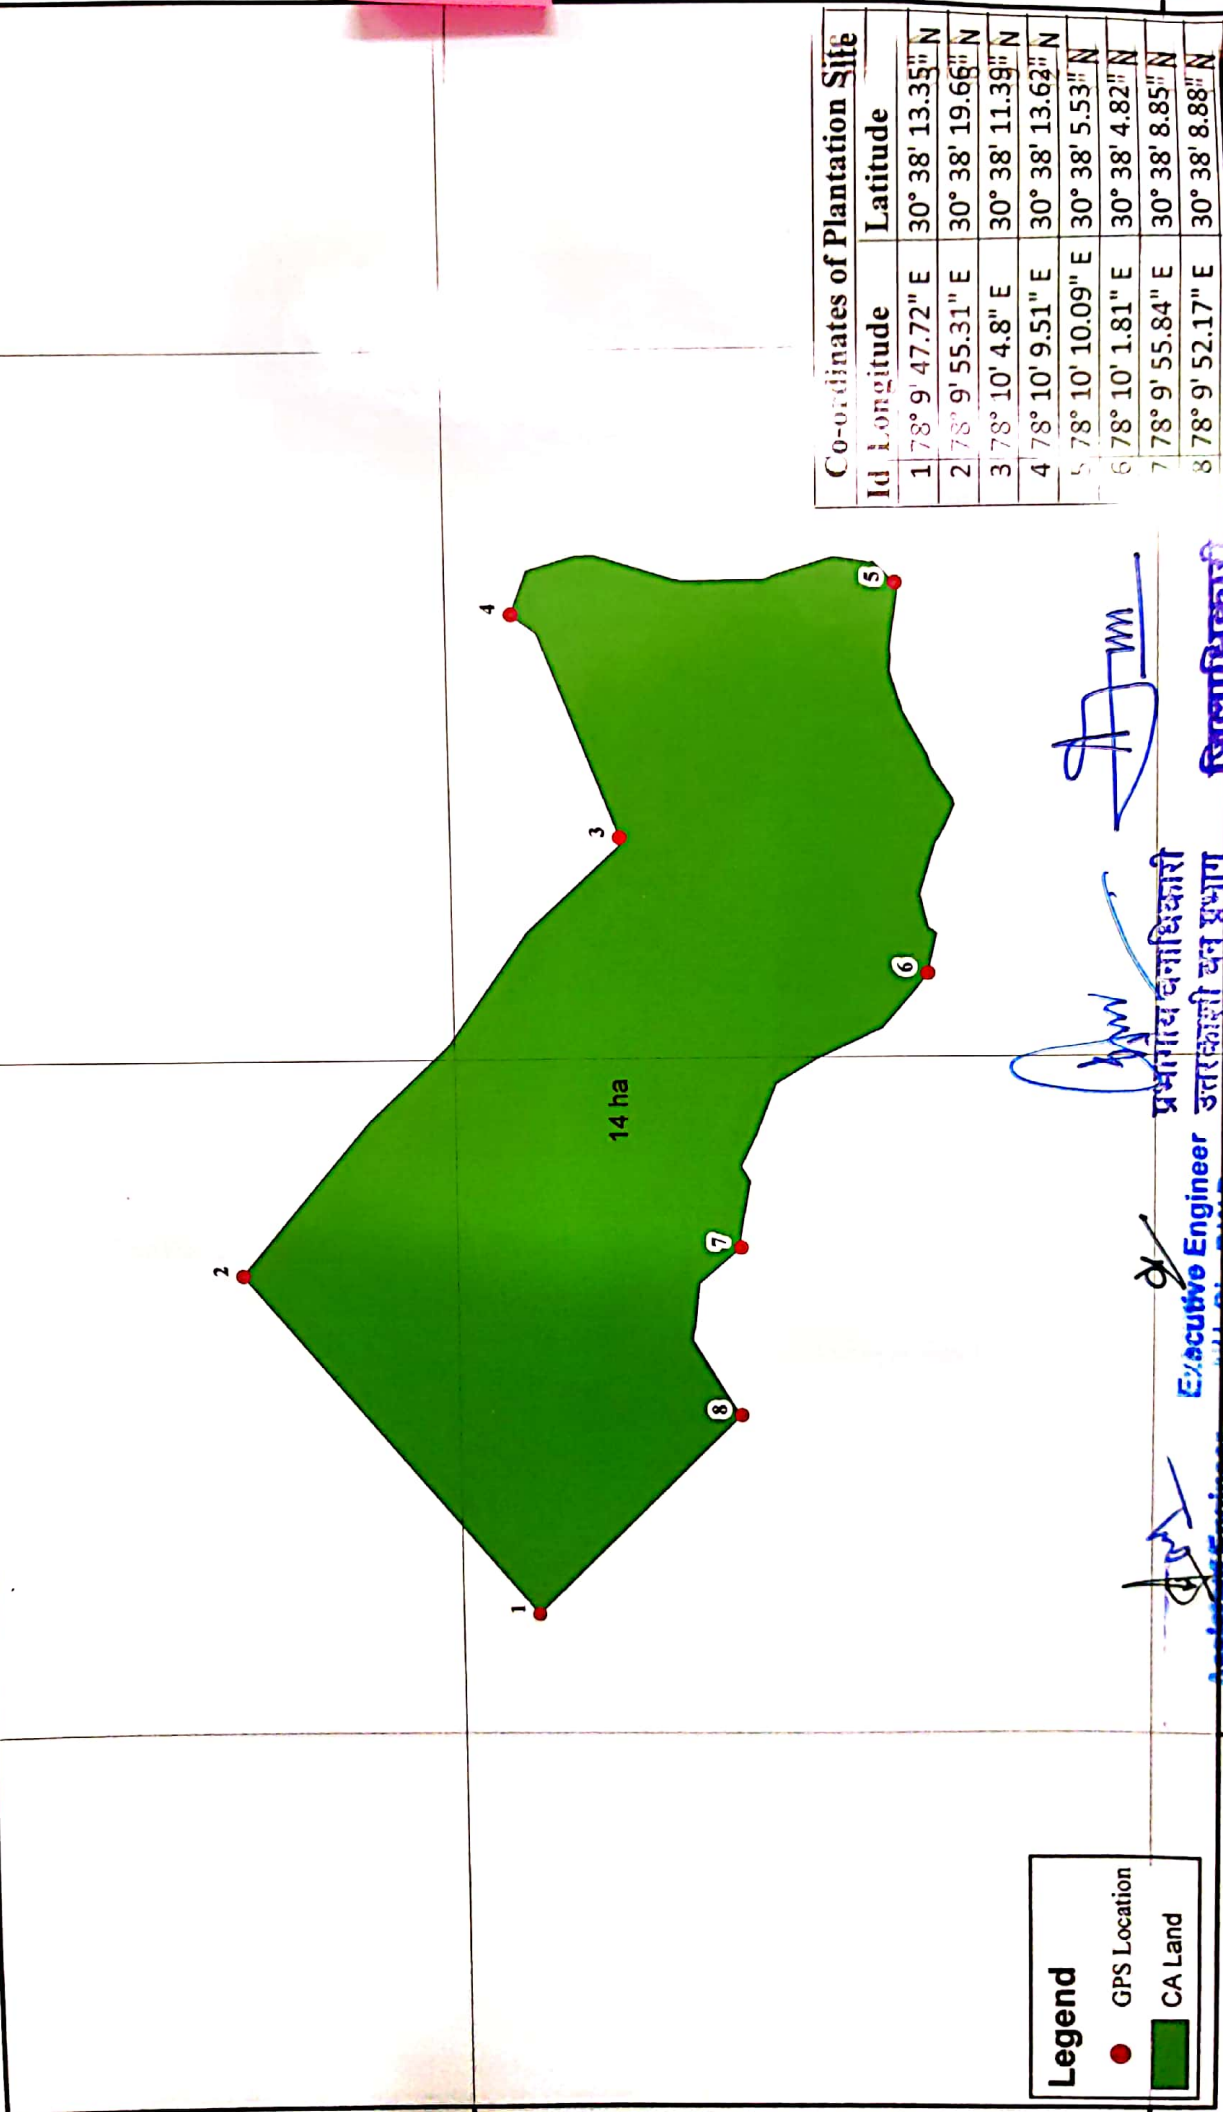 2
4
3
1
14 ha
8
7
6
5
Co-ordinates of Plantation Site
Id Longitude Latitude
1 78° 9' 47.72" E 30° 38' 13.35" N
2 78° 9' 55.31" E 30° 38' 19.66" N
3 78° 10' 4.8" E 30° 38' 11.39" N
4 78° 10' 9.51" E 30° 38' 13.62" N
5 78° 10' 10.09" E 30° 38' 5.53" N
6 78° 10' 1.81" E 30° 38' 4.82" N
7 78° 9' 55.84" E 30° 38' 8.85" N
8 78° 9' 52.17" E 30° 38' 8.88" N
Legend
GPS Location
CA Land
Executive Engineer
प्रभागीय वनाधिकारी
उत्तरकाशी वन प्रभाग
जिलाधिकारी